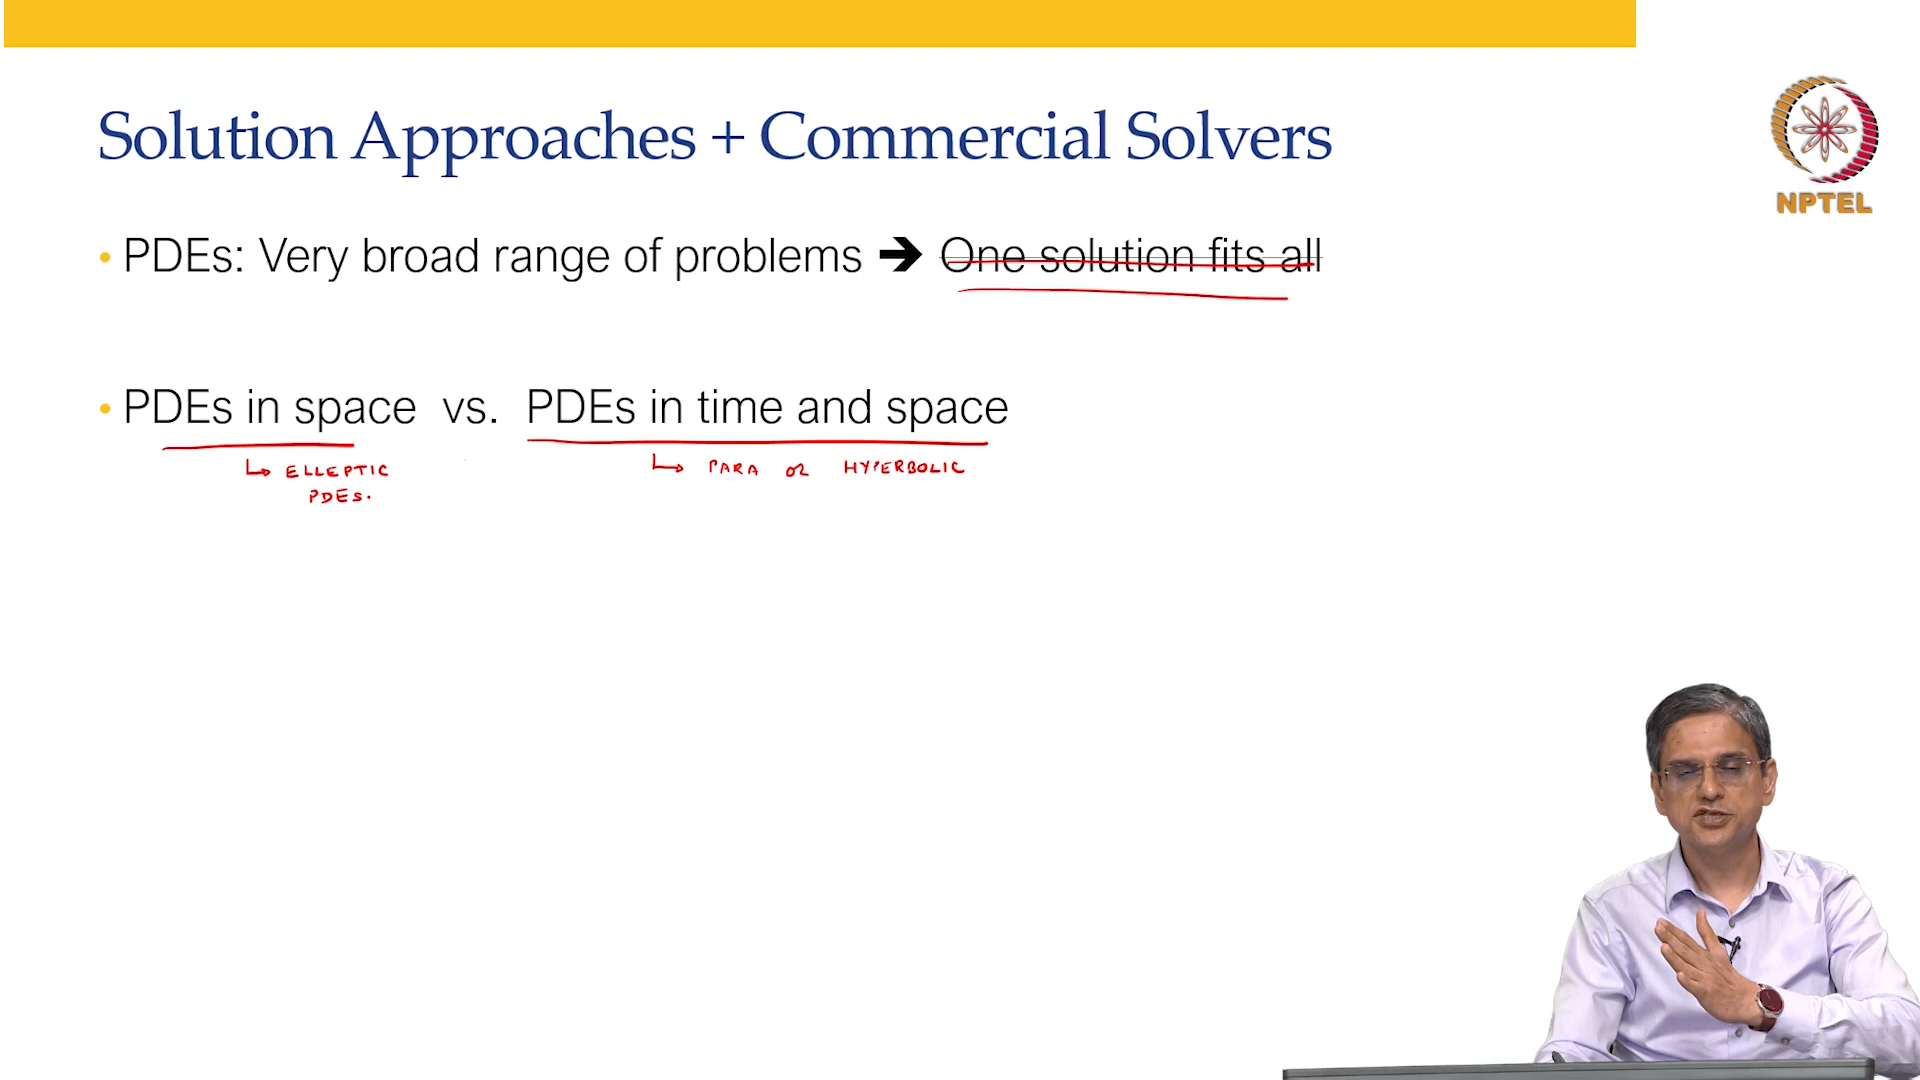 Solution Approaches + Commercial Solvers
NPTEL
• PDEs: Very broad range of problems ➔ One solution fits all
• PDEs in space vs. PDEs in time and space
↳ ELLEPTIC
PDES.
↳ PARA OR HYPERBOLIC